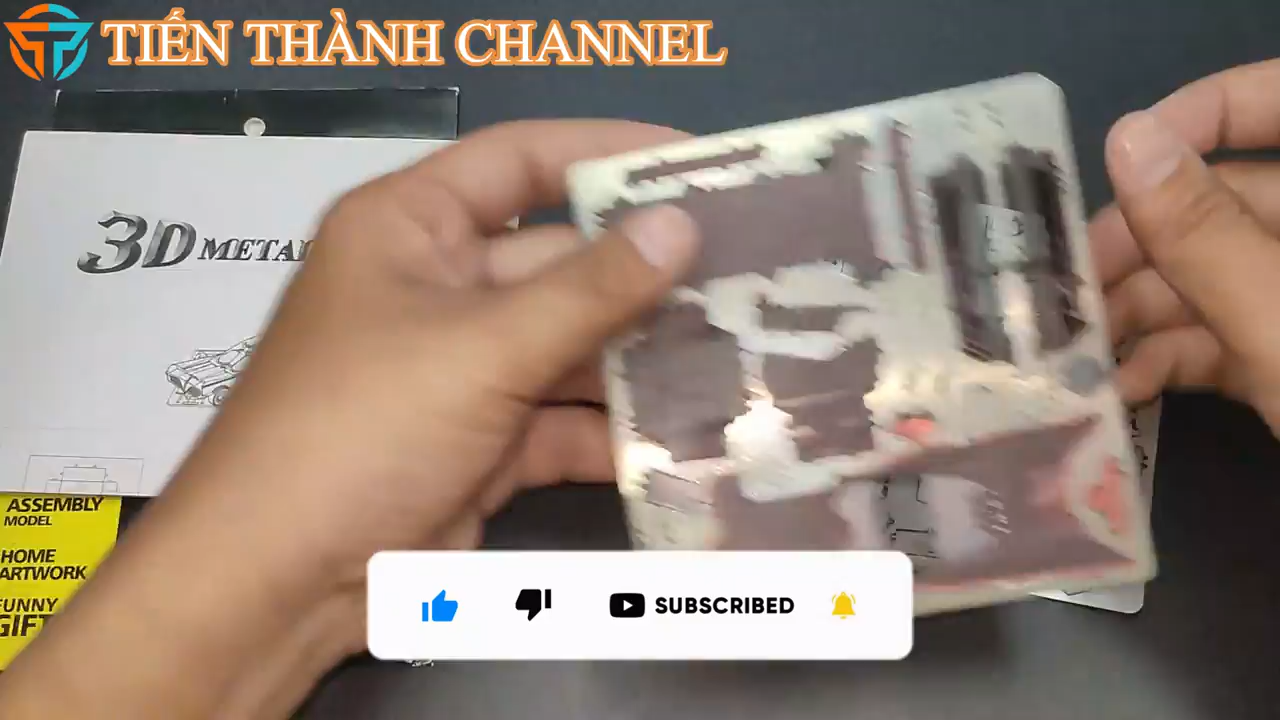 TIẾN THÀNH CHANNEL
3D METAL
ASSEMBLY
MODEL
HOME
ARTWORK
FUNNY
GIFT
SUBSCRIBED